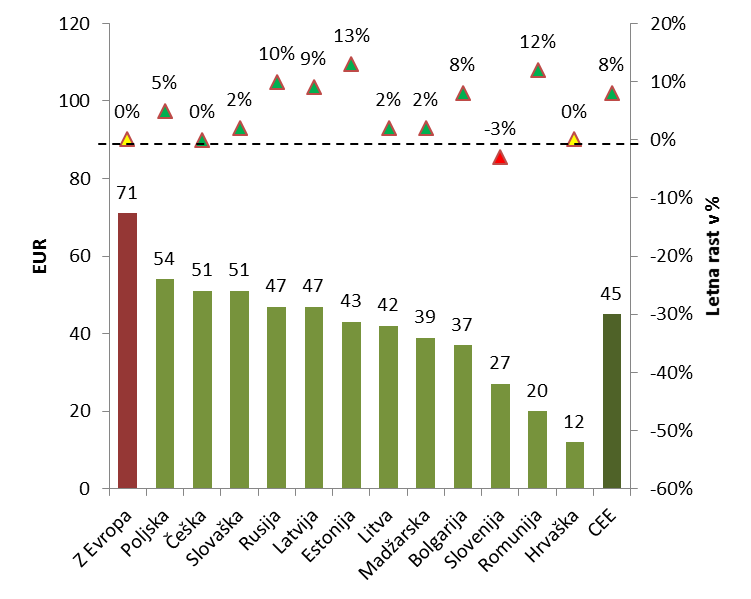 120
100
80
60
40
20
0
EUR
20%
10%
0%
-10%
-20%
-30%
-40%
-50%
-60%
Letna rast v %
0%
5%
0%
2%
10%
9%
13%
2%
2%
8%
-3%
12%
0%
8%
71
54
51
51
47
47
43
42
39
37
27
20
12
45
Z Evropa
Poljska
Češka
Slovaška
Rusija
Latvija
Estonija
Litva
Madžarska
Bolgarija
Slovenija
Romunija
Hrvaška
CEE